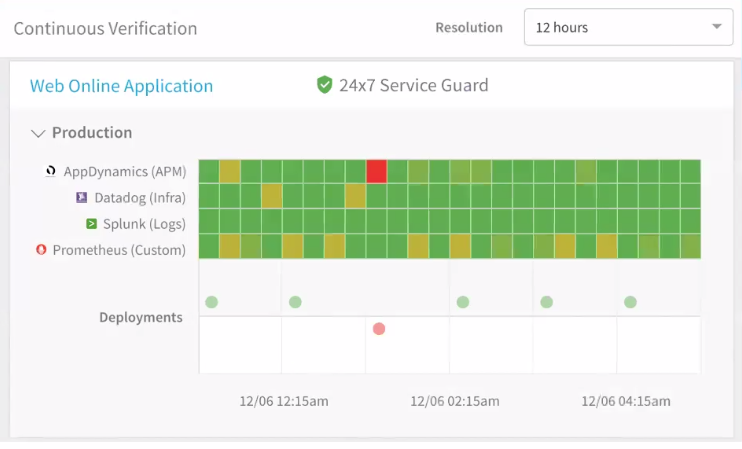 Continuous Verification
Resolution
12 hours
Web Online Application
24x7 Service Guard
Production
AppDynamics (APM)
Datadog (Infra)
Splunk (Logs)
Prometheus (Custom)
Deployments
12/06 12:15am
12/06 02:15am
12/06 04:15am